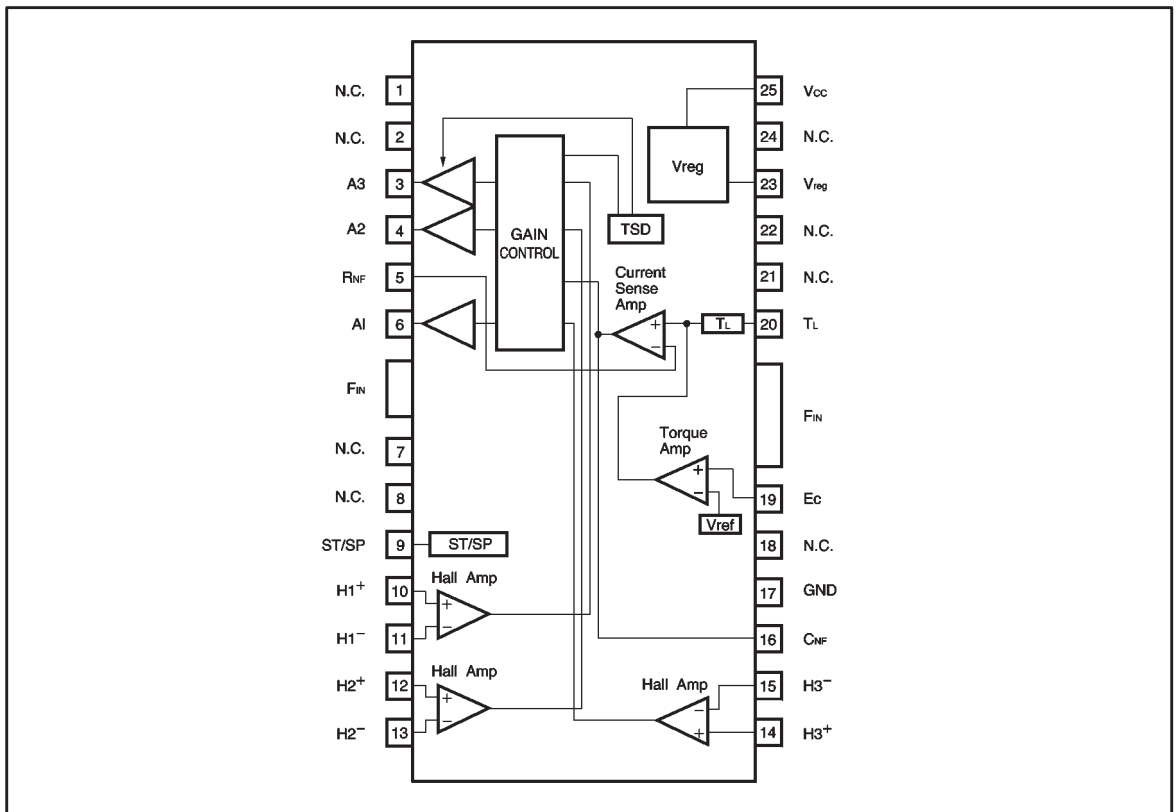 N.C. 1
N.C. 2
A3 3
A2 4
RNF 5
AI 6
FIN
N.C. 7
N.C. 8
ST/SP 9 ST/SP
H1+ 10
H1− 11
H2+ 12
H2− 13
Hall Amp
+
−
Hall Amp
+
−
GAIN
CONTROL
TSD
Current
Sense
Amp
+
−
TL
Torque
Amp
+
−
Vref
Hall Amp
−
+
Vreg
25 Vcc
24 N.C.
23 Vreg
22 N.C.
21 N.C.
20 TL
FIN
19 Ec
18 N.C.
17 GND
16 CNF
15 H3−
14 H3+